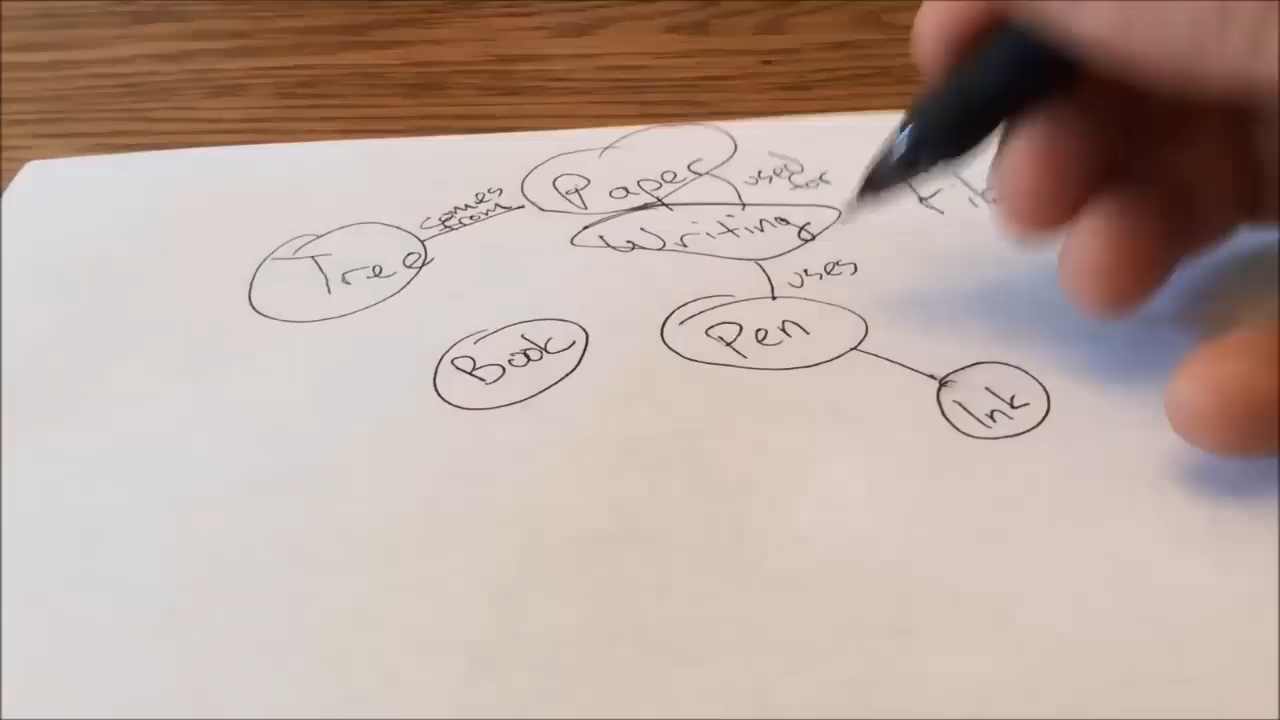 Paper
used for
comes from
Writing
Tree
uses
Pen
Book
Ink